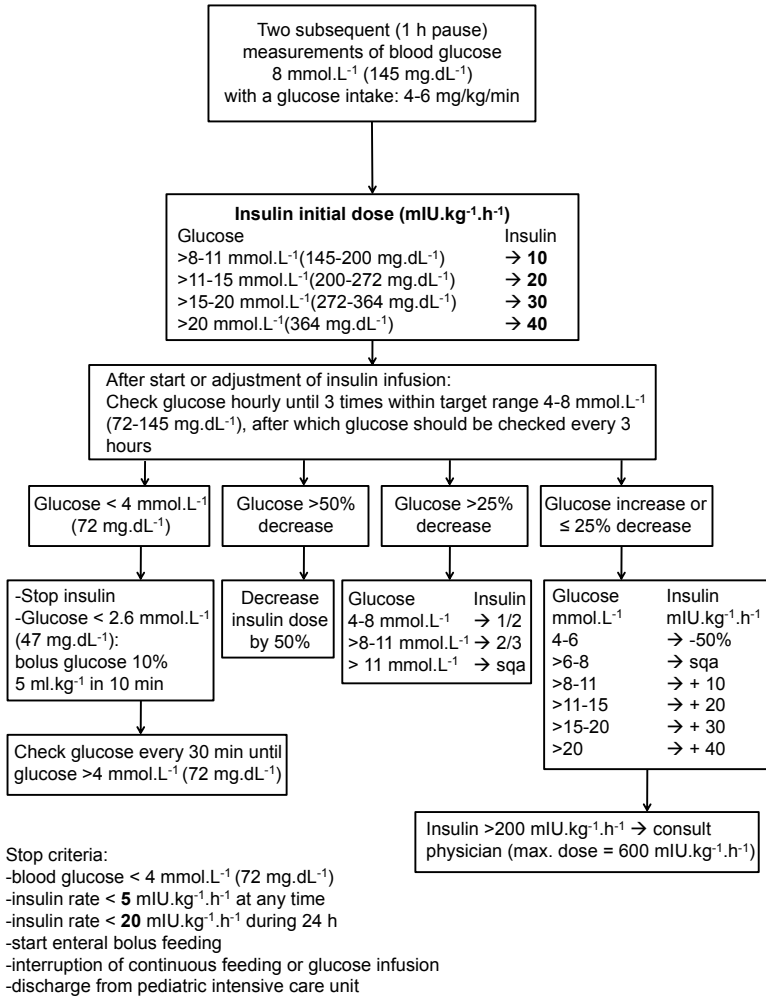 Two subsequent (1 h pause)
measurements of blood glucose
8 mmol.L⁻¹ (145 mg.dL⁻¹)
with a glucose intake: 4-6 mg/kg/min
Insulin initial dose (mIU.kg⁻¹.h⁻¹)
Glucose Insulin
>8-11 mmol.L⁻¹(145-200 mg.dL⁻¹) → 10
>11-15 mmol.L⁻¹(200-272 mg.dL⁻¹) → 20
>15-20 mmol.L⁻¹(272-364 mg.dL⁻¹) → 30
>20 mmol.L⁻¹(364 mg.dL⁻¹) → 40
After start or adjustment of insulin infusion:
Check glucose hourly until 3 times within target range 4-8 mmol.L⁻¹
(72-145 mg.dL⁻¹), after which glucose should be checked every 3
hours
Glucose < 4 mmol.L⁻¹
(72 mg.dL⁻¹)
Glucose >50%
decrease
Glucose >25%
decrease
Glucose increase or
≤ 25% decrease
-Stop insulin
-Glucose < 2.6 mmol.L⁻¹
(47 mg.dL⁻¹):
bolus glucose 10%
5 ml.kg⁻¹ in 10 min
Decrease
insulin dose
by 50%
Glucose Insulin
4-8 mmol.L⁻¹ → 1/2
>8-11 mmol.L⁻¹ → 2/3
> 11 mmol.L⁻¹ → sqa
Glucose Insulin
mmol.L⁻¹ mIU.kg⁻¹.h⁻¹
4-6 → -50%
>6-8 → sqa
>8-11 → + 10
>11-15 → + 20
>15-20 → + 30
>20 → + 40
Check glucose every 30 min until
glucose >4 mmol.L⁻¹ (72 mg.dL⁻¹)
Insulin >200 mIU.kg⁻¹.h⁻¹ → consult
physician (max. dose = 600 mIU.kg⁻¹.h⁻¹)
Stop criteria:
-blood glucose < 4 mmol.L⁻¹ (72 mg.dL⁻¹)
-insulin rate < 5 mIU.kg⁻¹.h⁻¹ at any time
-insulin rate < 20 mIU.kg⁻¹.h⁻¹ during 24 h
-start enteral bolus feeding
-interruption of continuous feeding or glucose infusion
-discharge from pediatric intensive care unit